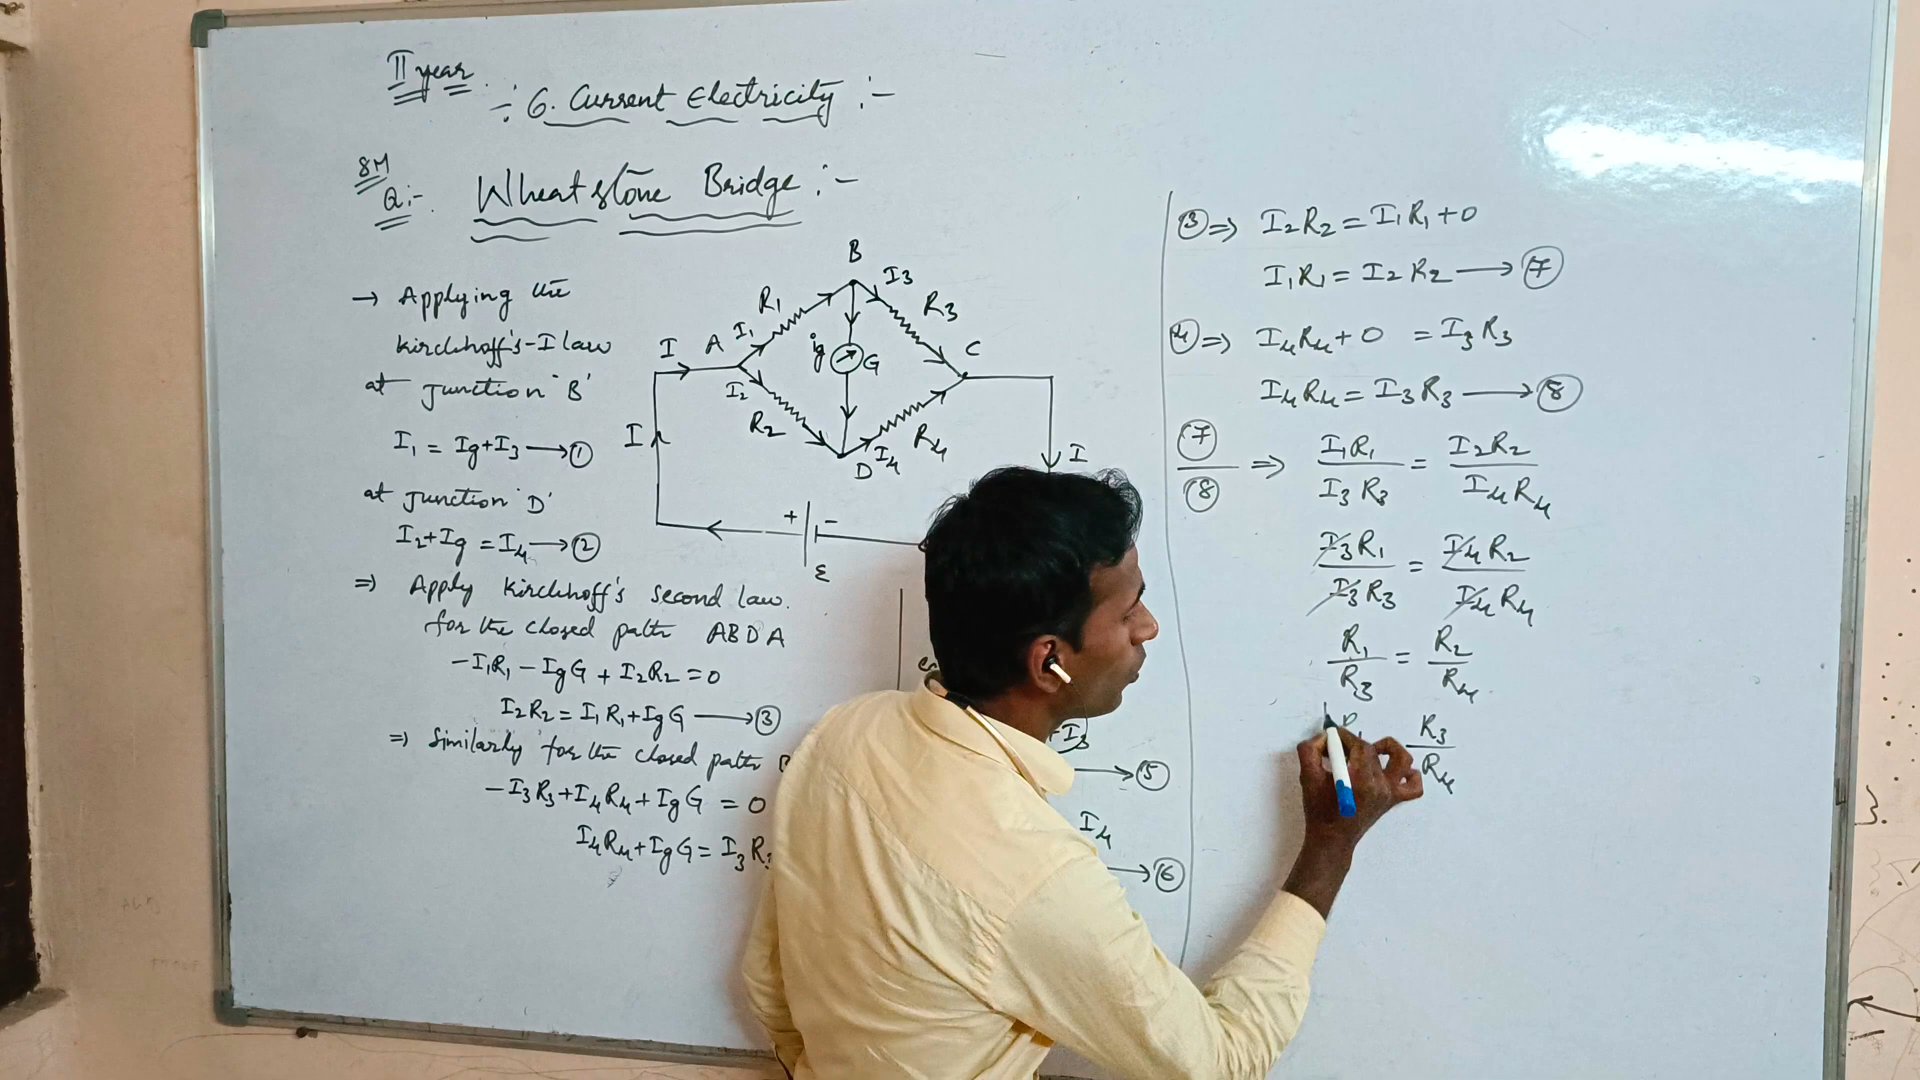 II year
-: 6. Current Electricity :-
8M
Q:- Wheatstone Bridge :-
→ Applying the
Kirchhoff's-I law
at Junction 'B'
I₁ = Ig+I₃ ⟶ ①
at Junction 'D'
I₂+Ig = I₄ ⟶ ②
⇒ Apply Kirchhoff's second law.
for the closed path ABDA
-I₁R₁ - IgG + I₂R₂ = 0
I₂R₂ = I₁R₁+IgG ⟶ ③
⇒ Similarly for the closed path
-I₃R₃+I₄R₄+IgG = 0
I₄R₄+IgG = I₃R₃
B
I₃
R₁
R₃
I A I₁
ig G
C
I₂
R₂
R₄
I
D I₄
I
+ -
ε
+I₃
⟶ ⑤
I₄
⟶ ⑥
③ ⇒ I₂R₂ = I₁R₁+0
I₁R₁ = I₂R₂ ⟶ ⑦
④ ⇒ I₄R₄+0 = I₃R₃
I₄R₄ = I₃R₃ ⟶ ⑧
⑦/⑧ ⇒ I₁R₁/I₃R₃ = I₂R₂/I₄R₄
I₃R₁/I₃R₃ = I₄R₂/I₄R₄
R₁/R₃ = R₂/R₄
R₃/R₄